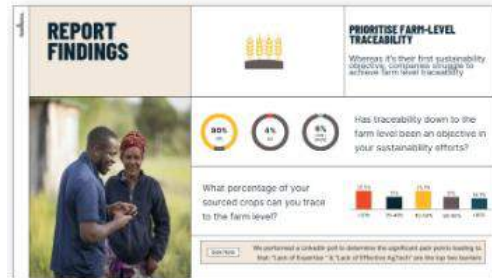 REPORT
FINDINGS
PRIORITISE FARM-LEVEL
TRACEABILITY
Whereas it's their first sustainability
objective, companies struggle to
achieve farm level traceability
90%
4%
6%
Has traceability down to the
farm level been an objective in
your sustainability efforts?
What percentage of your
sourced crops can you trace
to the farm level?
We performed a LinkedIn poll to determine the significant pain points leading to
that: "Lack of Expertise " & "Lack of Effective AgTech" are the top two barriers